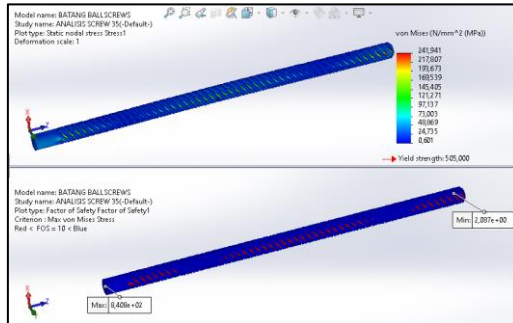 Model name: BATANG BALLSCREWS
Study name: ANALISIS SCREW 35(-Default-)
Plot type: Static nodal stress Stress1
Deformation scale: 1
von Mises (N/mm^2 (MPa))
241,941
217,807
193,673
169,539
145,405
121,271
97,137
73,003
48,869
24,735
0,601
Yield strength: 505,000
Model name: BATANG BALLSCREWS
Study name: ANALISIS SCREW 35(-Default-)
Plot type: Factor of Safety Factor of Safety1
Criterion : Max von Mises Stress
Red < FOS = 10 < Blue
Min: 2,087e+00
Max: 8,408e+02